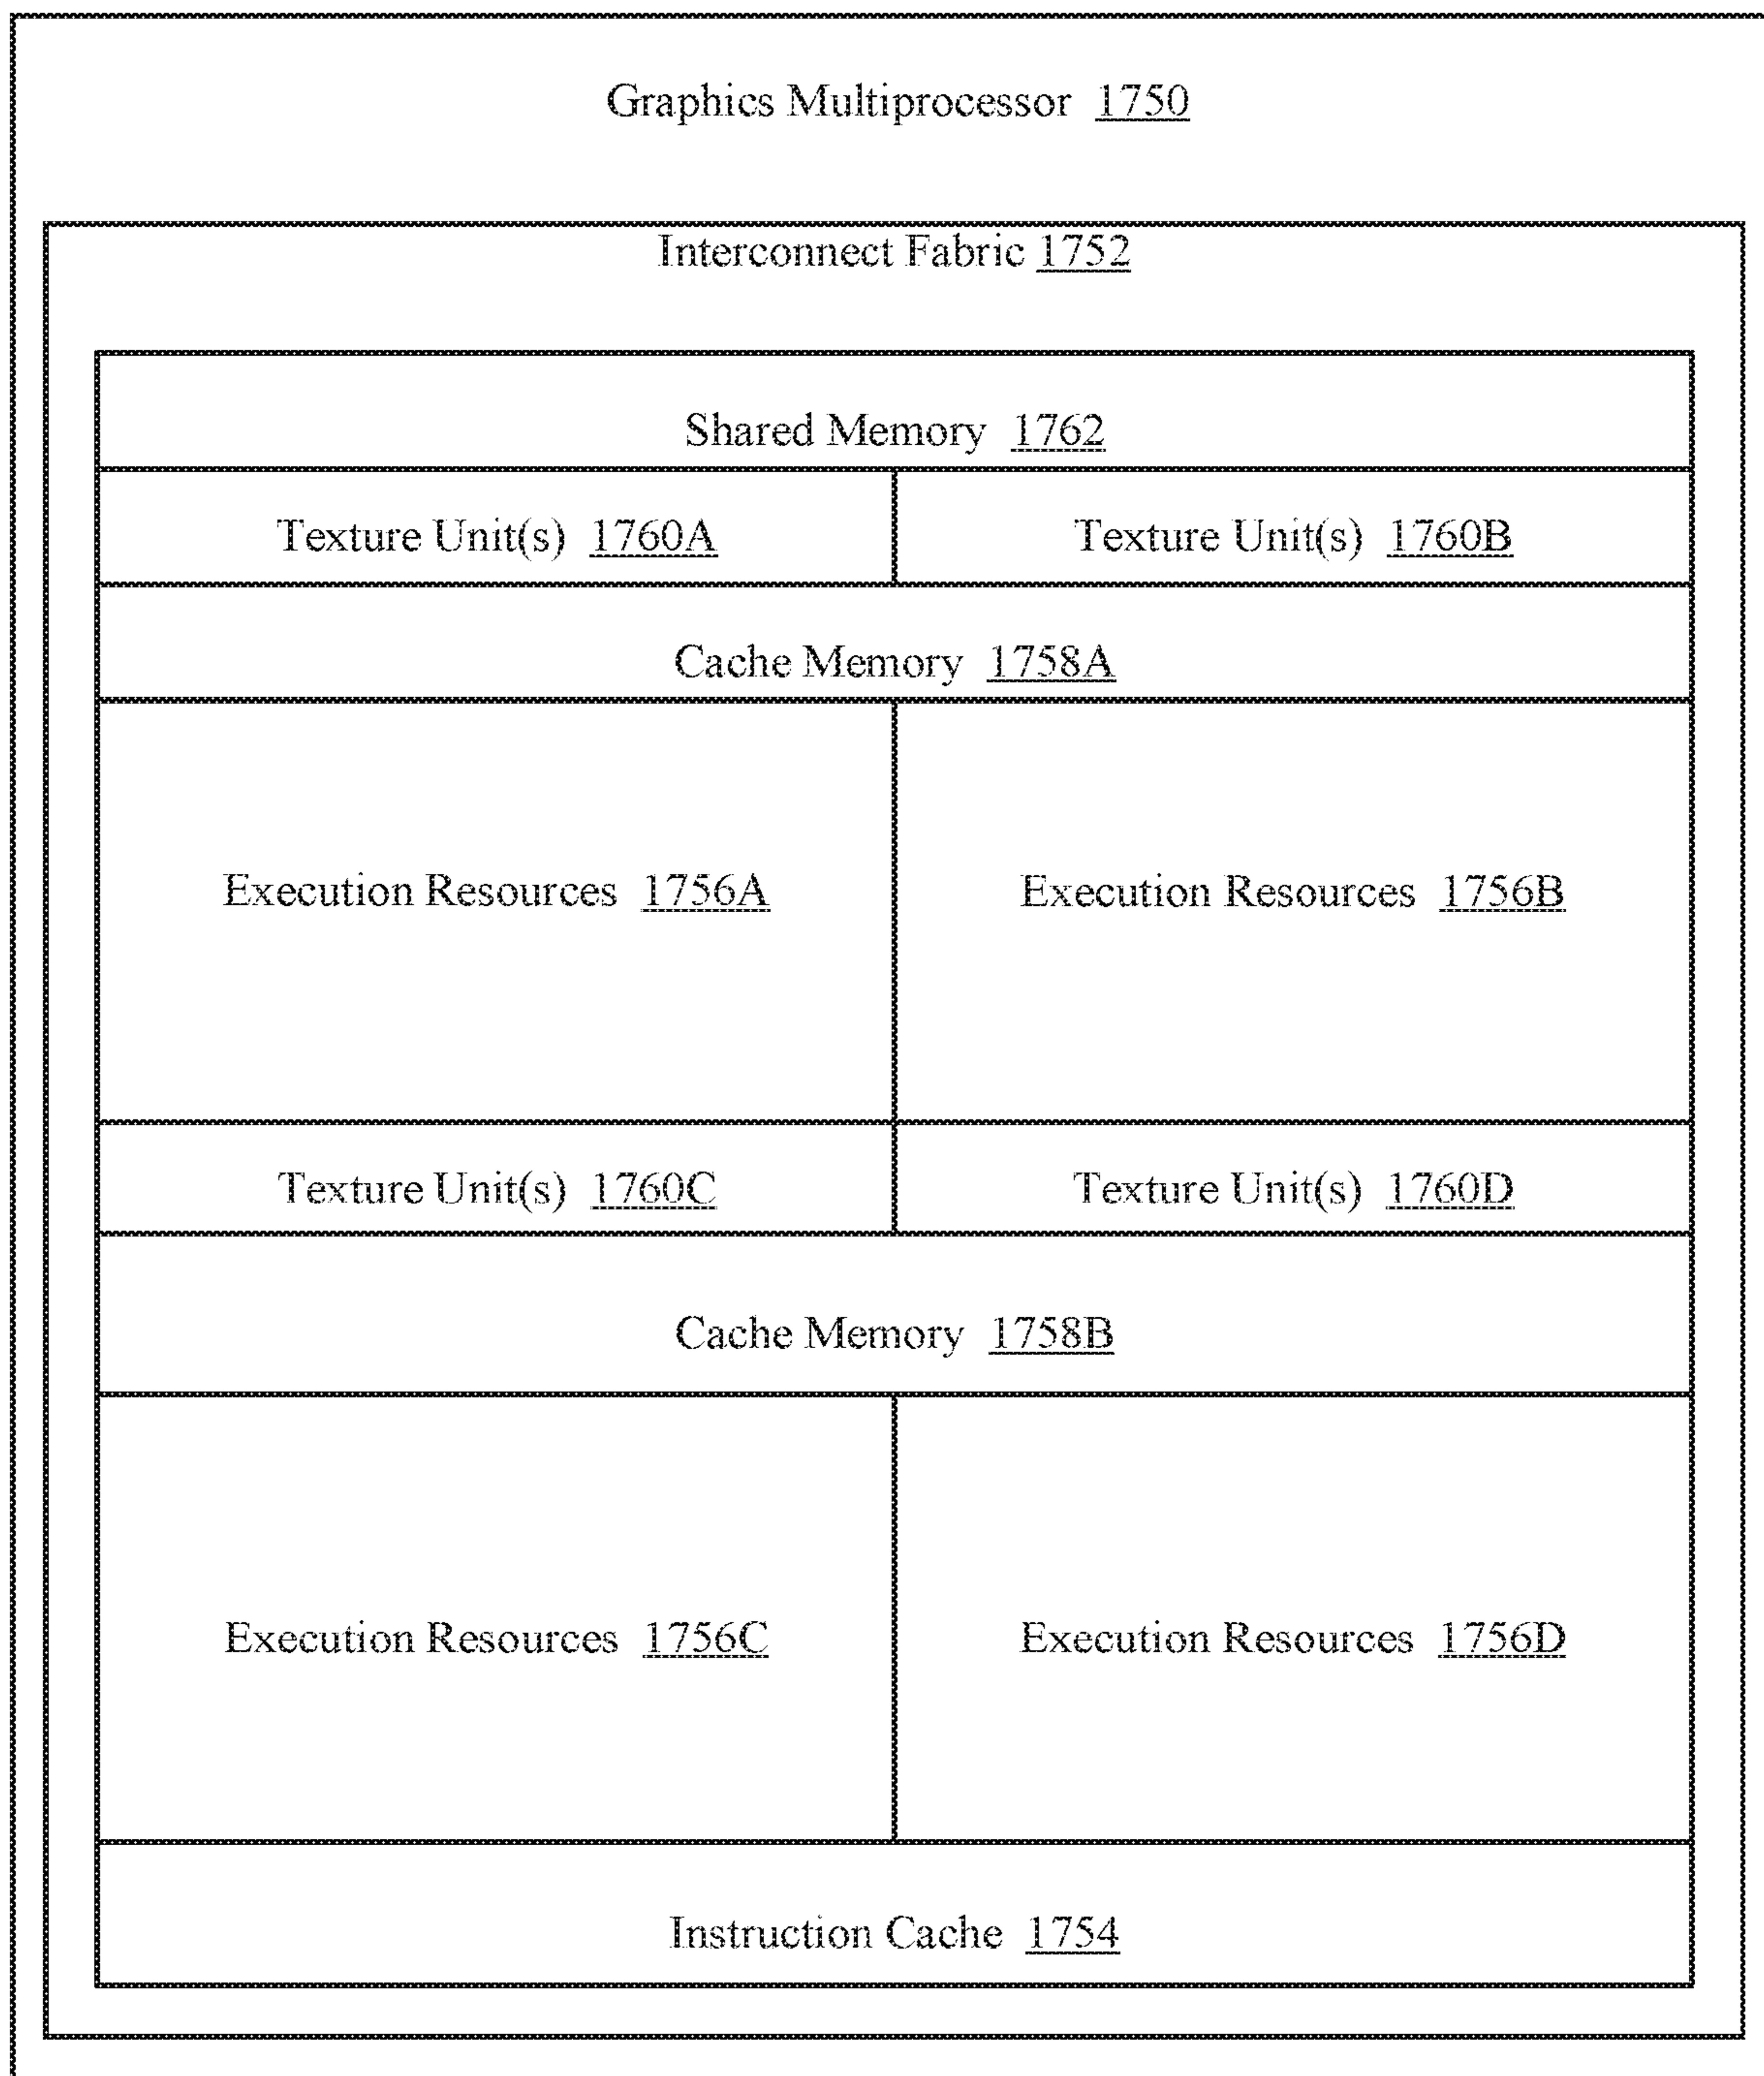 Graphics Multiprocessor 1750
Interconnect Fabric 1752
Shared Memory 1762
Texture Unit(s) 1760A
Texture Unit(s) 1760B
Cache Memory 1758A
Execution Resources 1756A
Execution Resources 1756B
Texture Unit(s) 1760C
Texture Unit(s) 1760D
Cache Memory 1758B
Execution Resources 1756C
Execution Resources 1756D
Instruction Cache 1754